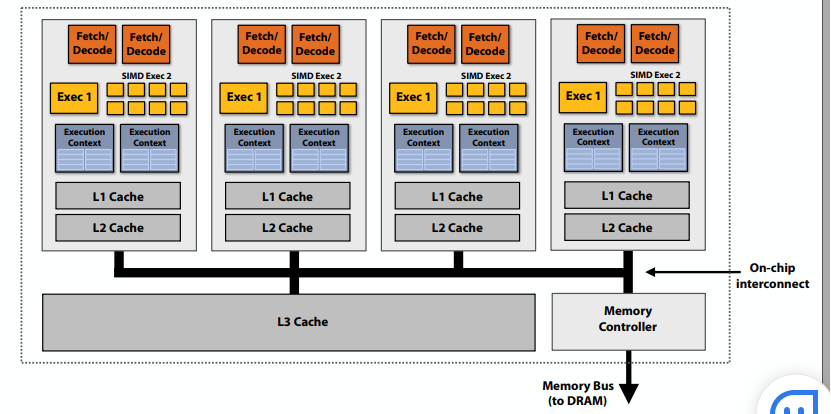 Fetch/
Decode
Fetch/
Decode
Fetch/
Decode
Fetch/
Decode
Fetch/
Decode
Fetch/
Decode
Fetch/
Decode
Fetch/
Decode
SIMD Exec 2
SIMD Exec 2
SIMD Exec 2
SIMD Exec 2
Exec 1
Exec 1
Exec 1
Exec 1
Execution
Context
Execution
Context
Execution
Context
Execution
Context
Execution
Context
Execution
Context
Execution
Context
Execution
Context
L1 Cache
L1 Cache
L1 Cache
L1 Cache
L2 Cache
L2 Cache
L2 Cache
L2 Cache
On-chip
interconnect
L3 Cache
Memory
Controller
Memory Bus
(to DRAM)